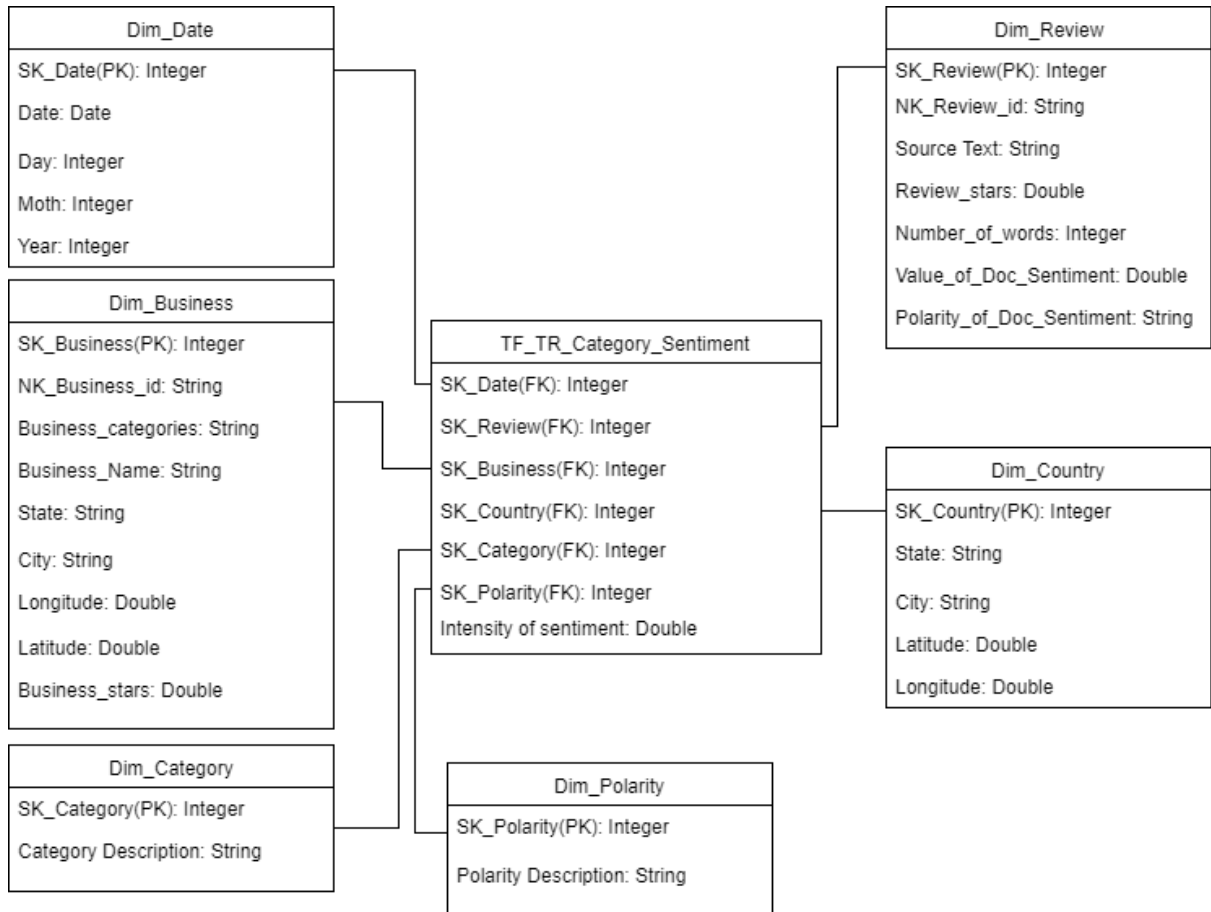 Dim_Date
SK_Date(PK): Integer
Date: Date
Day: Integer
Moth: Integer
Year: Integer
Dim_Business
SK_Business(PK): Integer
NK_Business_id: String
Business_categories: String
Business_Name: String
State: String
City: String
Longitude: Double
Latitude: Double
Business_stars: Double
Dim_Category
SK_Category(PK): Integer
Category Description: String
TF_TR_Category_Sentiment
SK_Date(FK): Integer
SK_Review(FK): Integer
SK_Business(FK): Integer
SK_Country(FK): Integer
SK_Category(FK): Integer
SK_Polarity(FK): Integer
Intensity of sentiment: Double
Dim_Polarity
SK_Polarity(PK): Integer
Polarity Description: String
Dim_Review
SK_Review(PK): Integer
NK_Review_id: String
Source Text: String
Review_stars: Double
Number_of_words: Integer
Value_of_Doc_Sentiment: Double
Polarity_of_Doc_Sentiment: String
Dim_Country
SK_Country(PK): Integer
State: String
City: String
Latitude: Double
Longitude: Double